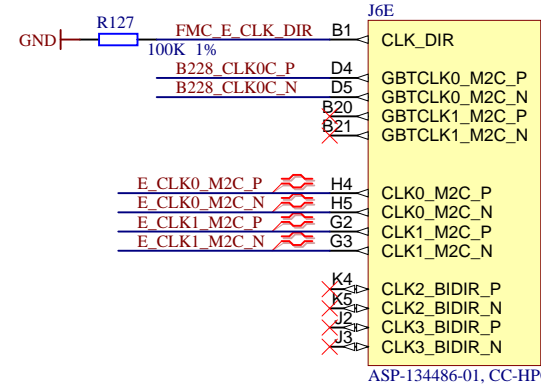 J6E
R127
GND
100K 1%
FMC_E_CLK_DIR B1 CLK_DIR
B228_CLK0C_P D4 GBTCLK0_M2C_P
B228_CLK0C_N D5 GBTCLK0_M2C_N
B20 GBTCLK1_M2C_P
B21 GBTCLK1_M2C_N
E_CLK0_M2C_P H4 CLK0_M2C_P
E_CLK0_M2C_N H5 CLK0_M2C_N
E_CLK1_M2C_P G2 CLK1_M2C_P
E_CLK1_M2C_N G3 CLK1_M2C_N
K4 CLK2_BIDIR_P
K5 CLK2_BIDIR_N
J2 CLK3_BIDIR_P
J3 CLK3_BIDIR_N
ASP-134486-01, CC-HP